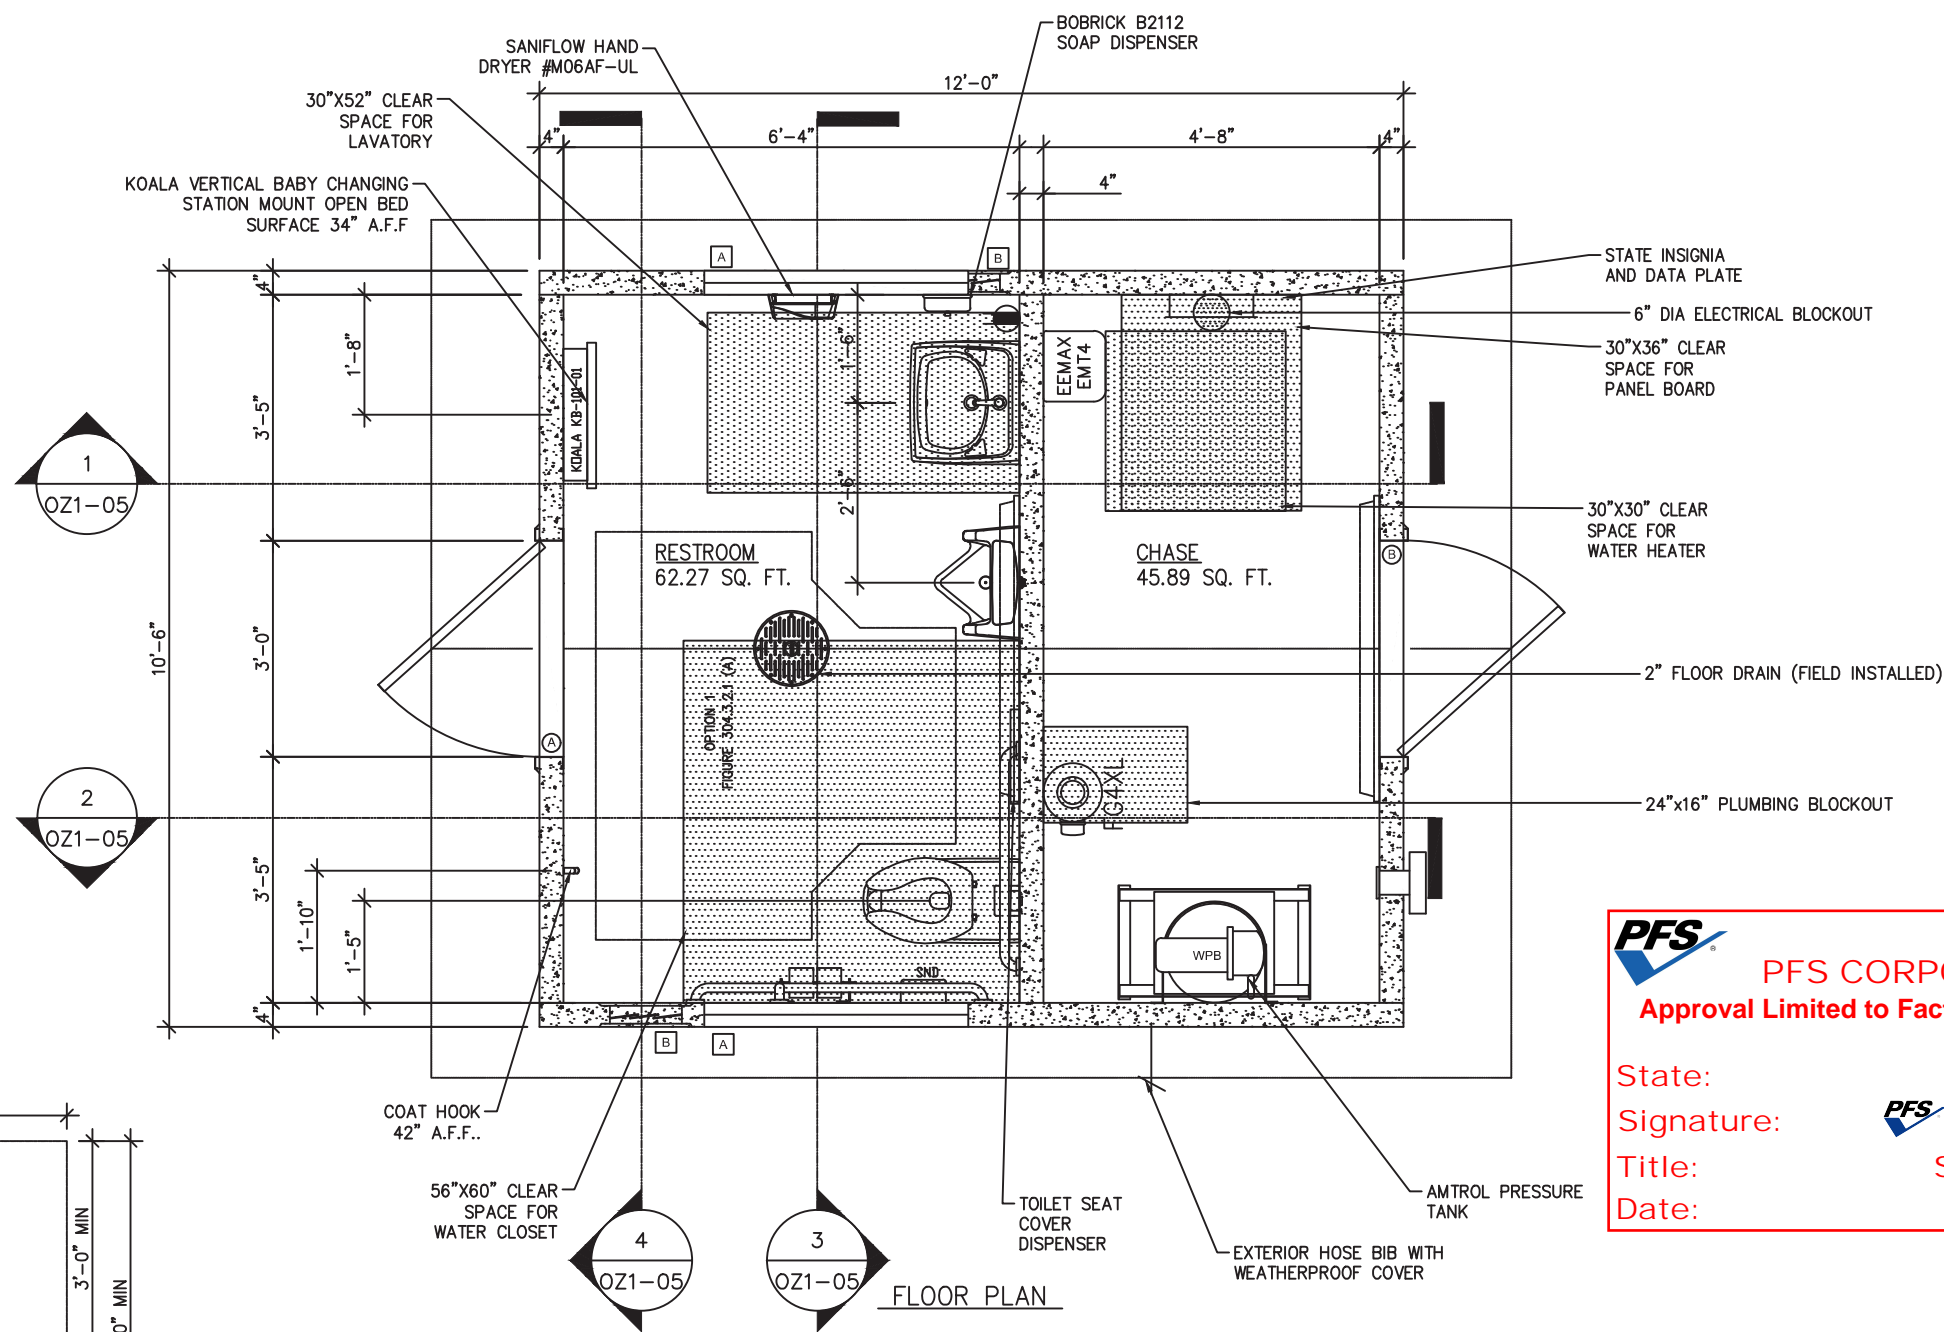 BOBRICK B2112
SOAP DISPENSER
SANIFLOW HAND
DRYER #M06AF-UL
12'-0"
30"X52" CLEAR
SPACE FOR
LAVATORY
4"
6'-4"
4'-8"
4"
4"
KOALA VERTICAL BABY CHANGING
STATION MOUNT OPEN BED
SURFACE 34" A.F.F
A
B
STATE INSIGNIA
AND DATA PLATE
6" DIA ELECTRICAL BLOCKOUT
30"X36" CLEAR
SPACE FOR
PANEL BOARD
4"
1'-8"
3'-5"
1'-6"
EEMAX
EMT4
KOALA KB-101-01
1
OZ1-05
2'-6"
30"X30" CLEAR
SPACE FOR
WATER HEATER
RESTROOM
62.27 SQ. FT.
CHASE
45.89 SQ. FT.
B
10'-6"
3'-0"
OPTION 1
FIGURE 304.3.2.1 (A)
2" FLOOR DRAIN (FIELD INSTALLED)
A
2
OZ1-05
FG4XL
24"x16" PLUMBING BLOCKOUT
3'-5"
1'-10"
1'-5"
4"
SND
WPB
B
A
PFS
®
PFS CORPO
Approval Limited to Fact
State:
Signature:
PFS
Title:
S
Date:
COAT HOOK
42" A.F.F..
56"X60" CLEAR
SPACE FOR
WATER CLOSET
TOILET SEAT
COVER
DISPENSER
AMTROL PRESSURE
TANK
EXTERIOR HOSE BIB WITH
WEATHERPROOF COVER
4
OZ1-05
3
OZ1-05
FLOOR PLAN
3'-0" MIN
0" MIN